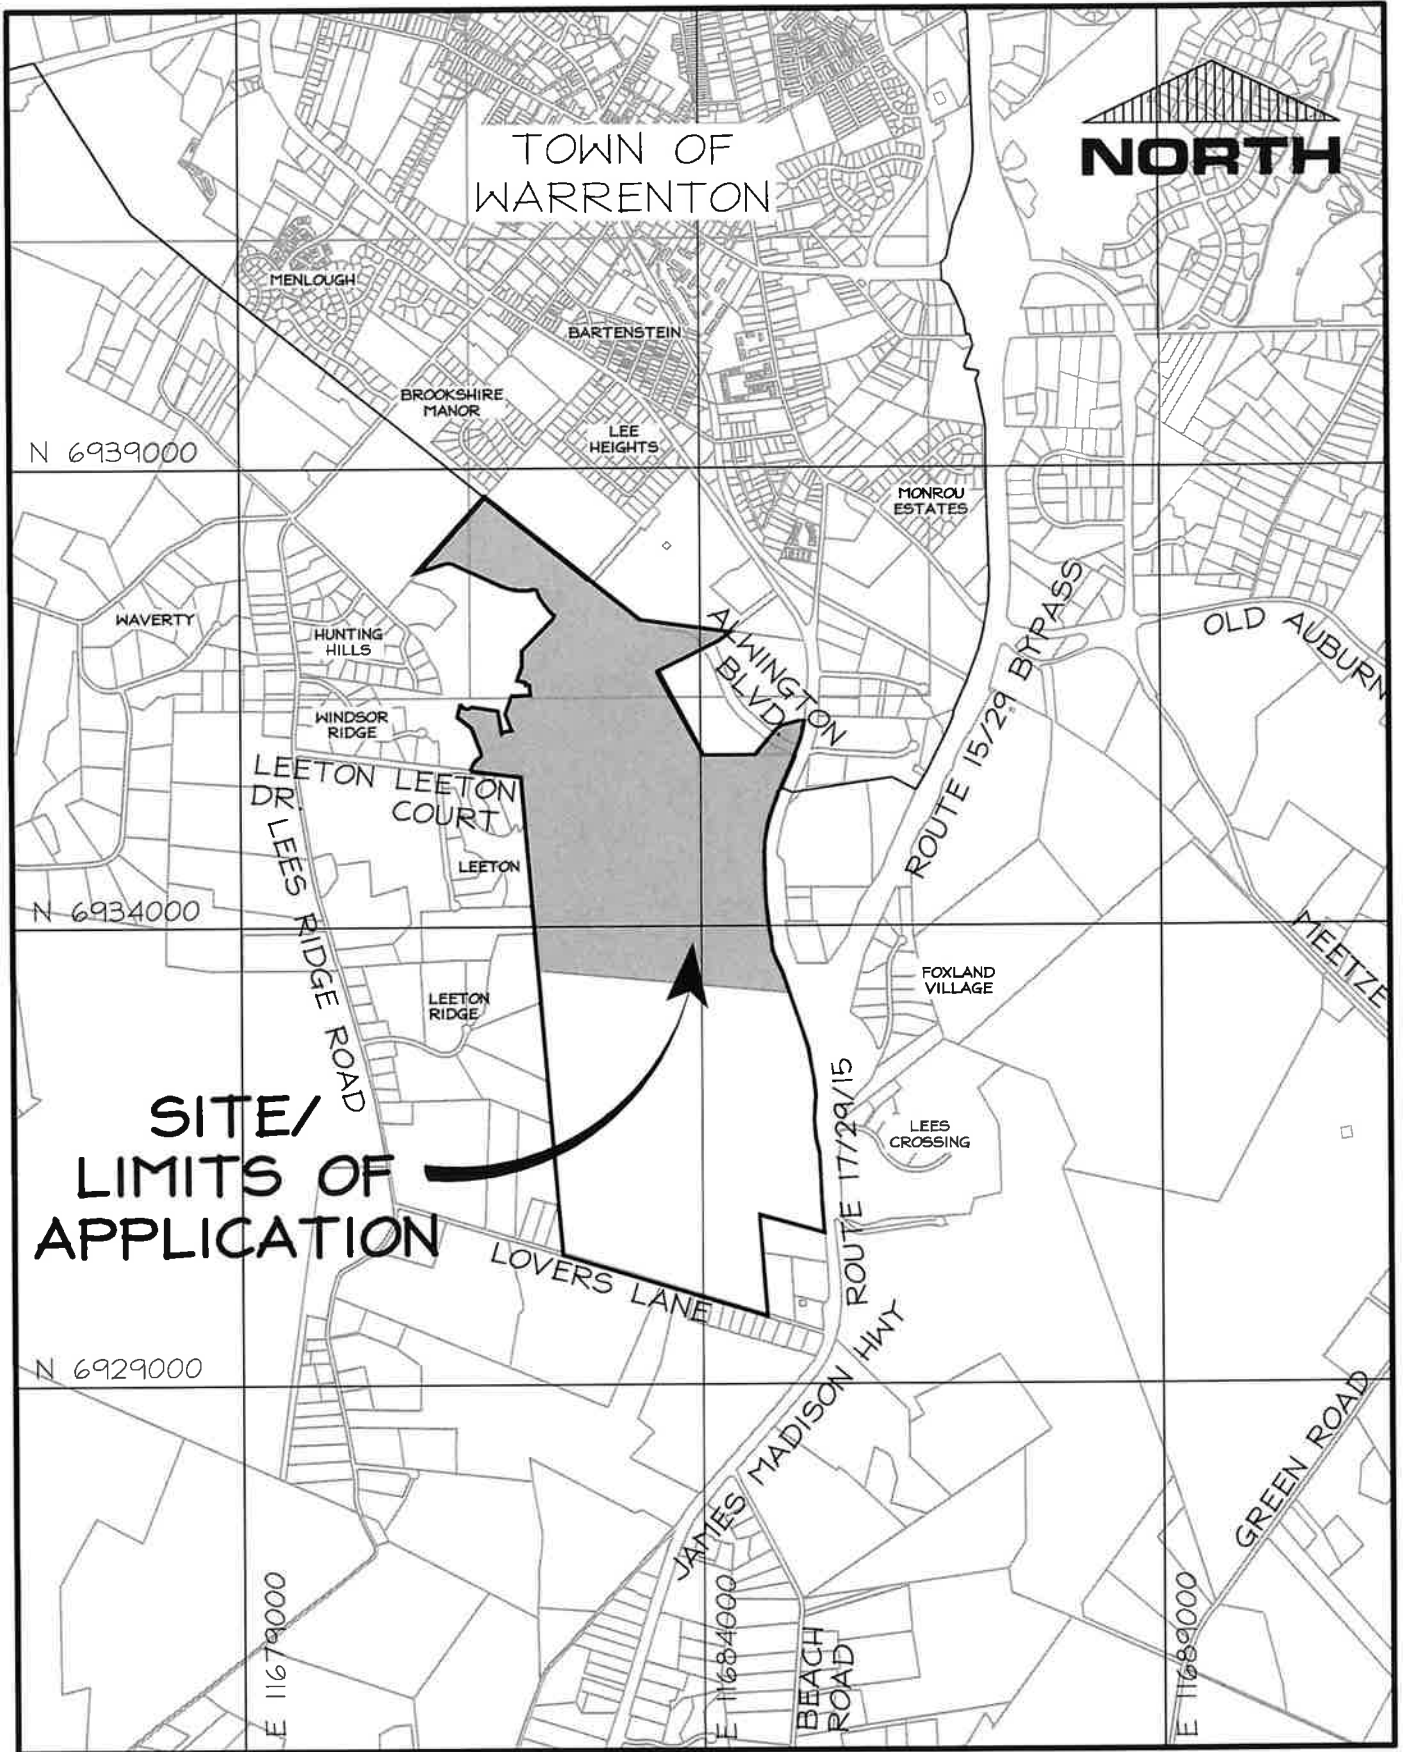 TOWN OF
WARRENTON
NORTH
MENLOUGH
BARTENSTEIN
BROOKSHIRE
MANOR
LEE
HEIGHTS
N 6939000
MONROU
ESTATES
WAVERTY
HUNTING
HILLS
ALWINGTON
BLVD.
ROUTE 15/29 BYPASS
OLD AUBURN
WINDSOR
RIDGE
LEETON
DR.
LEETON
COURT
LEETON
LEES RIDGE ROAD
N 6934000
MEETZE
FOXLAND
VILLAGE
LEETON
RIDGE
SITE/
LIMITS OF
APPLICATION
LEES
CROSSING
ROUTE 17/29/15
LOVERS LANE
N 6929000
JAMES MADISON HWY
GREEN ROAD
E 11679000
E 11684000
BEACH
ROAD
E 11689000